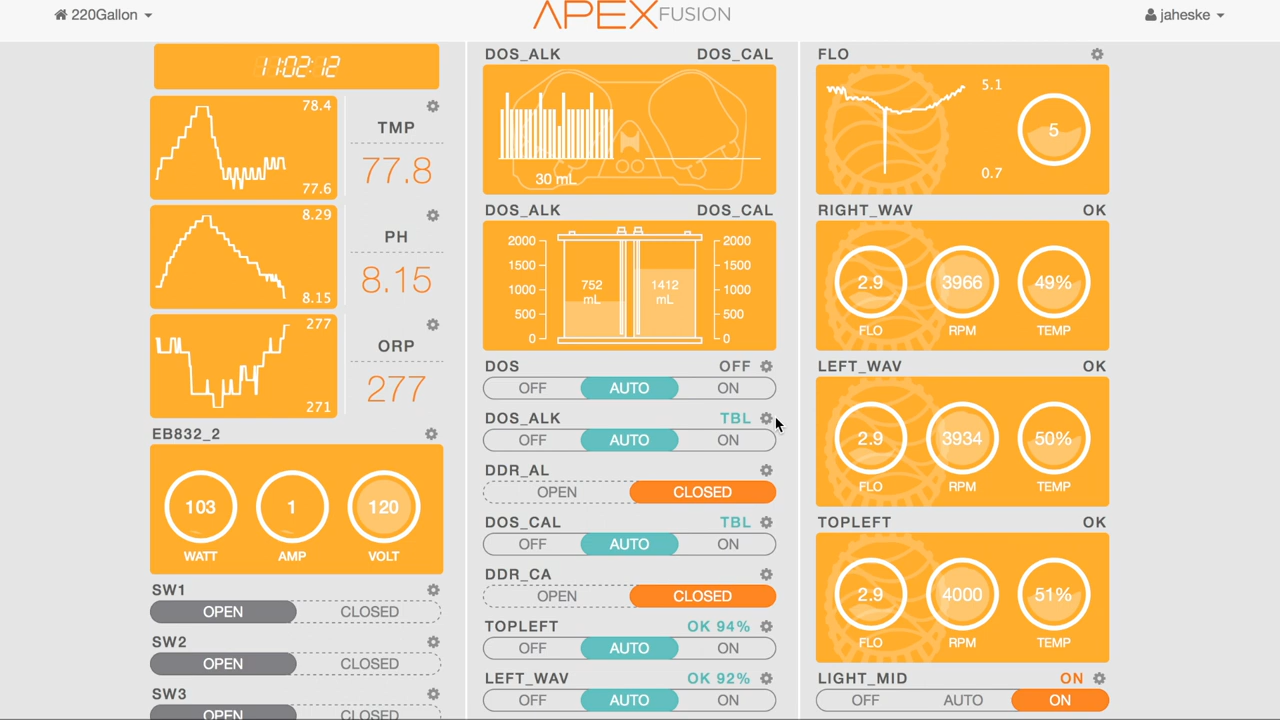 220Gallon
APEX FUSION
jaheske
11:02:12
78.4
77.6
TMP
77.8
8.29
8.15
PH
8.15
277
271
ORP
277
EB832_2
103
1
120
WATT
AMP
VOLT
SW1
OPEN
CLOSED
SW2
OPEN
CLOSED
SW3
OPEN
CLOSED
DOS_ALK
DOS_CAL
30 mL
DOS_ALK
DOS_CAL
2000
1500
1000
500
0
752
mL
1412
mL
2000
1500
1000
500
0
DOS
OFF
OFF
AUTO
ON
DOS_ALK
TBL
OFF
AUTO
ON
DDR_AL
OPEN
CLOSED
DOS_CAL
TBL
OFF
AUTO
ON
DDR_CA
OPEN
CLOSED
TOPLEFT
OK 94%
OFF
AUTO
ON
LEFT_WAV
OK 92%
OFF
AUTO
ON
FLO
5.1
0.7
5
RIGHT_WAV
OK
2.9
3966
49%
FLO
RPM
TEMP
LEFT_WAV
OK
2.9
3934
50%
FLO
RPM
TEMP
TOPLEFT
OK
2.9
4000
51%
FLO
RPM
TEMP
LIGHT_MID
ON
OFF
AUTO
ON